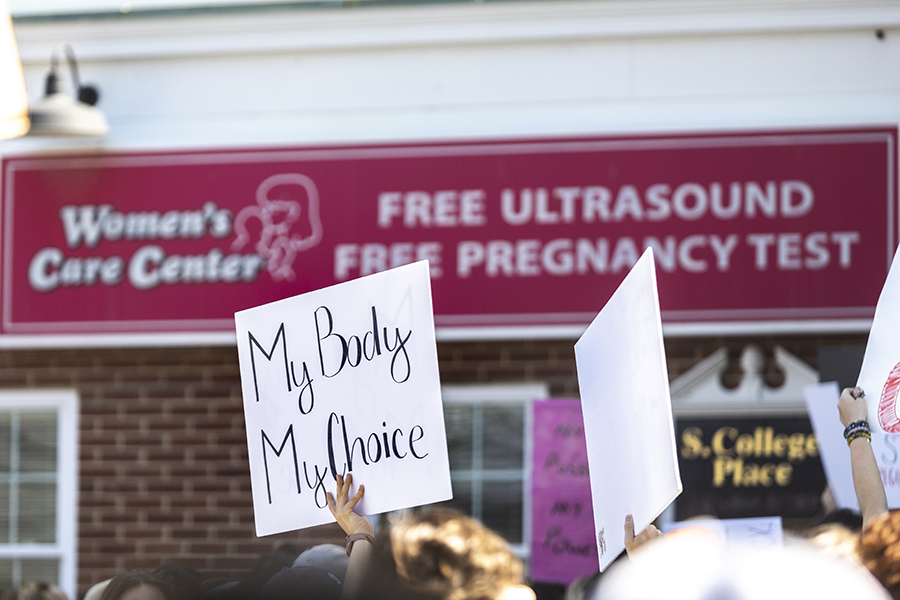 Women's
Care Center
FREE ULTRASOUND
FREE PREGNANCY TEST
My Body
My Choice
S. College
Place